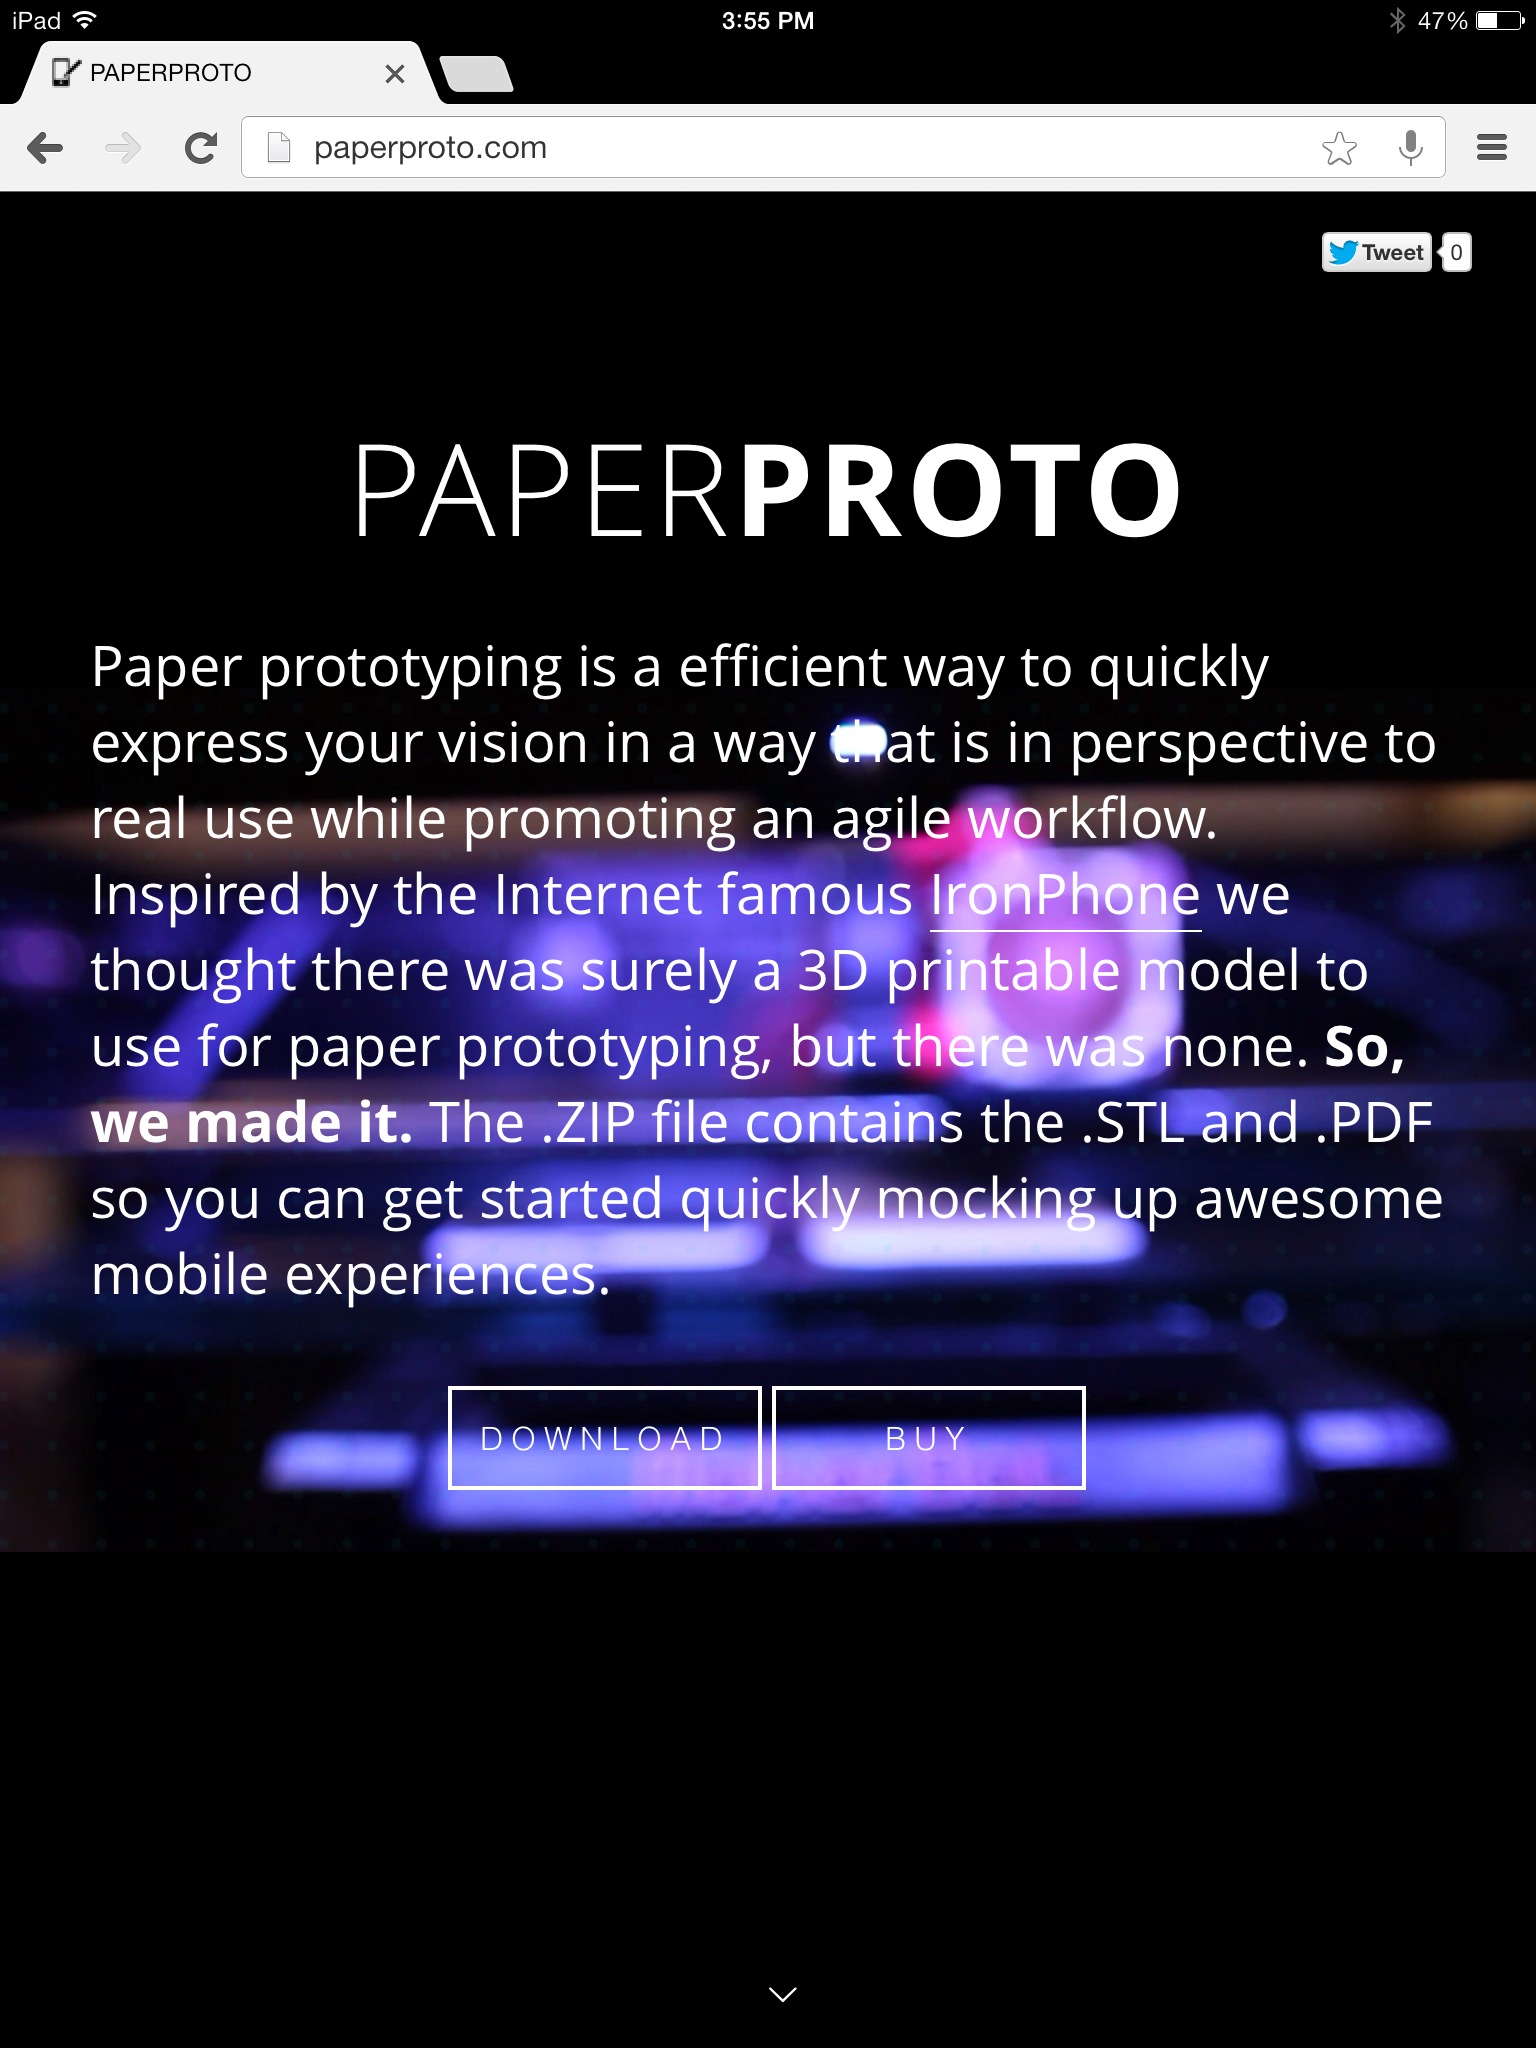 iPad 3:55 PM 47%
PAPERPROTO
paperproto.com
Tweet 0
PAPERPROTO
Paper prototyping is a efficient way to quickly
express your vision in a way that is in perspective to
real use while promoting an agile workflow.
Inspired by the Internet famous IronPhone we
thought there was surely a 3D printable model to
use for paper prototyping, but there was none. So,
we made it. The .ZIP file contains the .STL and .PDF
so you can get started quickly mocking up awesome
mobile experiences.
DOWNLOAD BUY